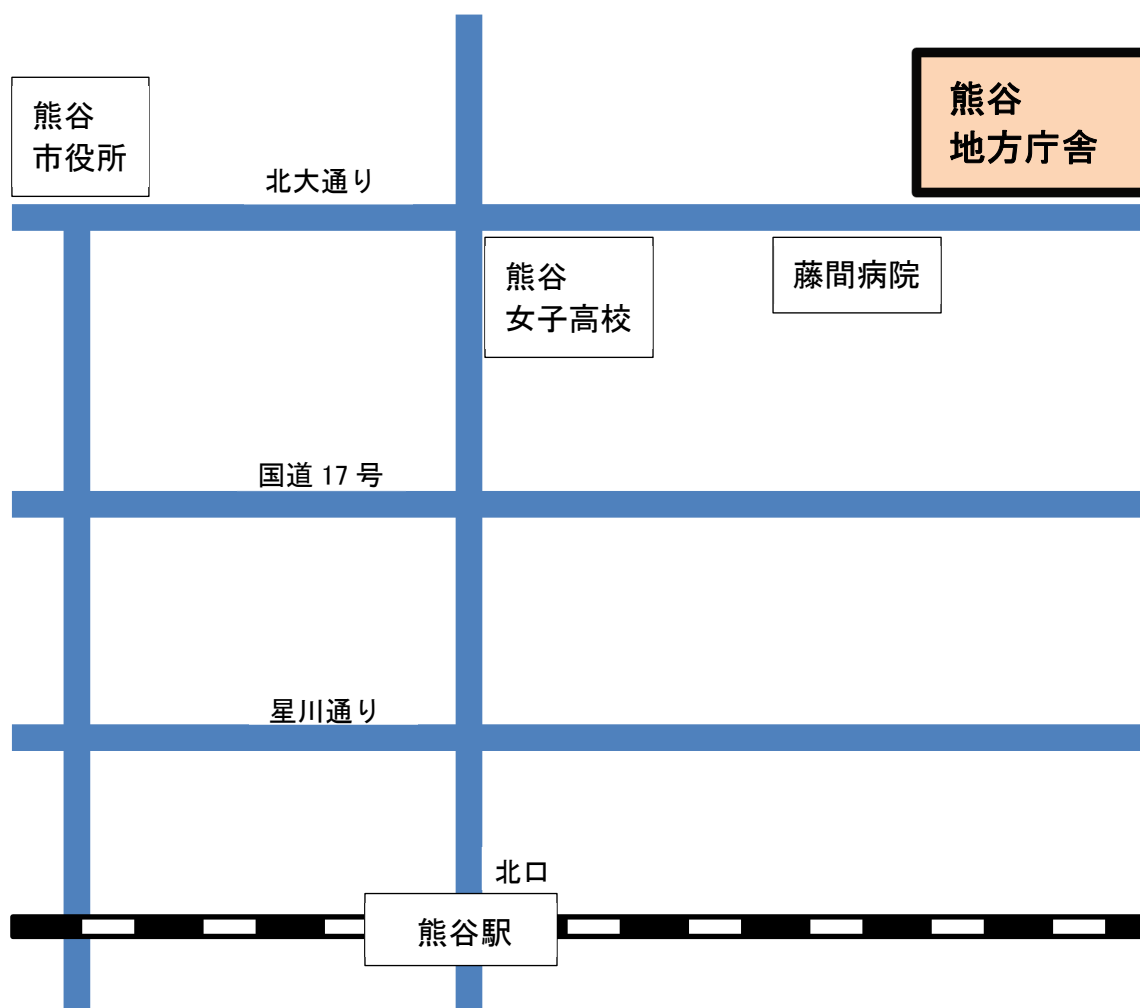 熊谷
市役所
熊谷
地方庁舎
北大通り
熊谷
女子高校
藤間病院
国道 17 号
星川通り
北口
熊谷駅